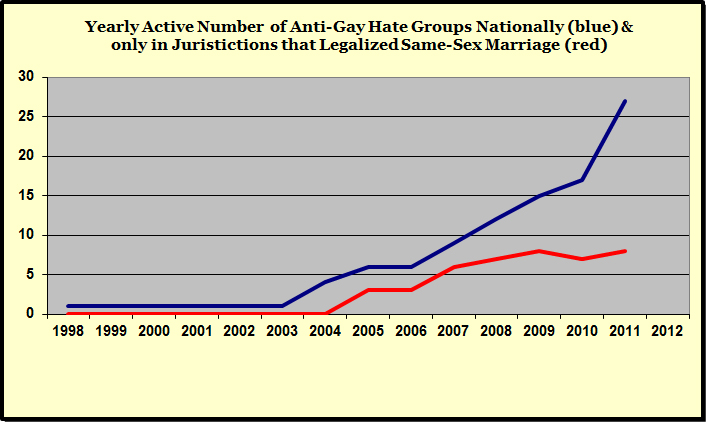 Yearly Active Number of Anti-Gay Hate Groups Nationally (blue) &
only in Juristictions that Legalized Same-Sex Marriage (red)
30
25
20
15
10
5
0
1998 1999 2000 2001 2002 2003 2004 2005 2006 2007 2008 2009 2010 2011 2012